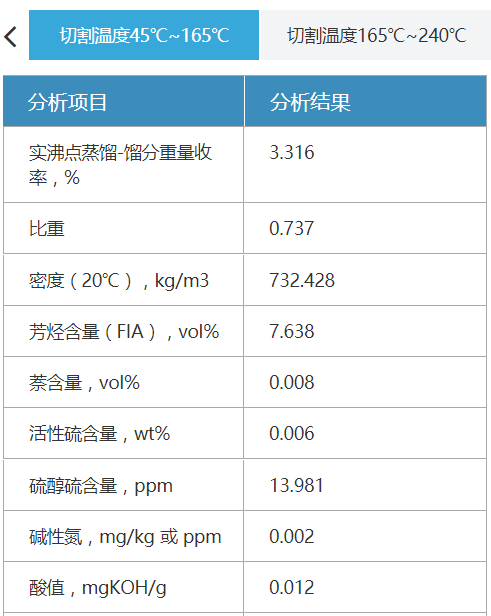 切割温度45℃~165℃
切割温度165℃~240℃
分析项目
分析结果
实沸点蒸馏-馏分重量收
率，%
3.316
比重
0.737
密度（20℃），kg/m3
732.428
芳烃含量（FIA），vol%
7.638
萘含量，vol%
0.008
活性硫含量，wt%
0.006
硫醇硫含量，ppm
13.981
碱性氮，mg/kg 或 ppm
0.002
酸值，mgKOH/g
0.012